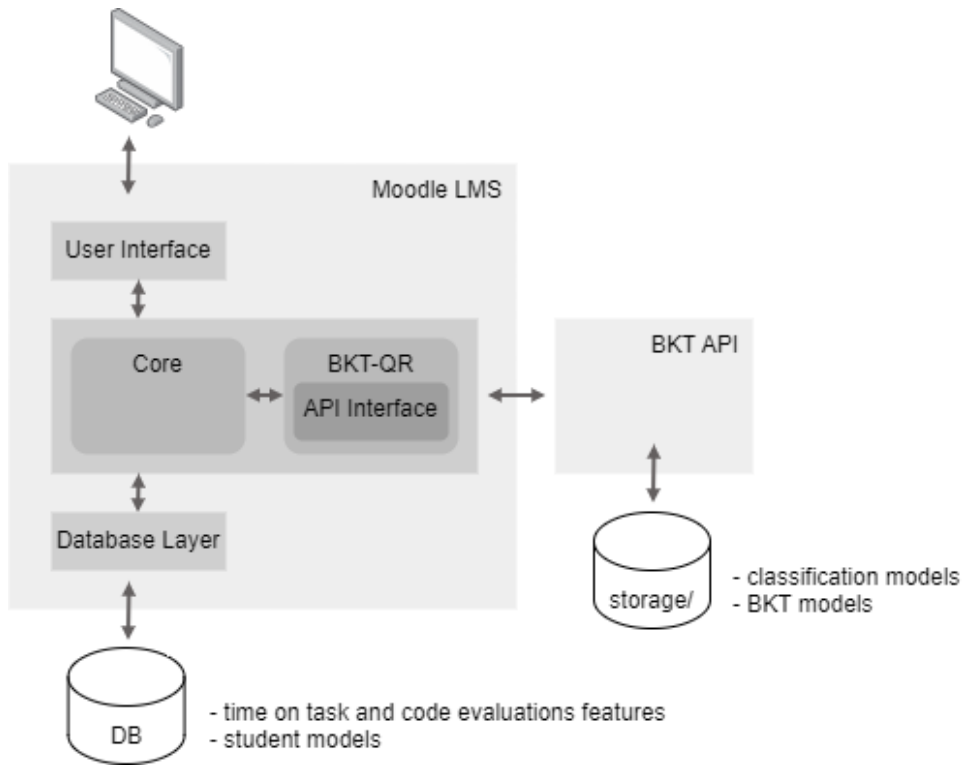 Moodle LMS
User Interface
Core
BKT-QR
API Interface
BKT API
Database Layer
storage/
- classification models
- BKT models
DB
- time on task and code evaluations features
- student models